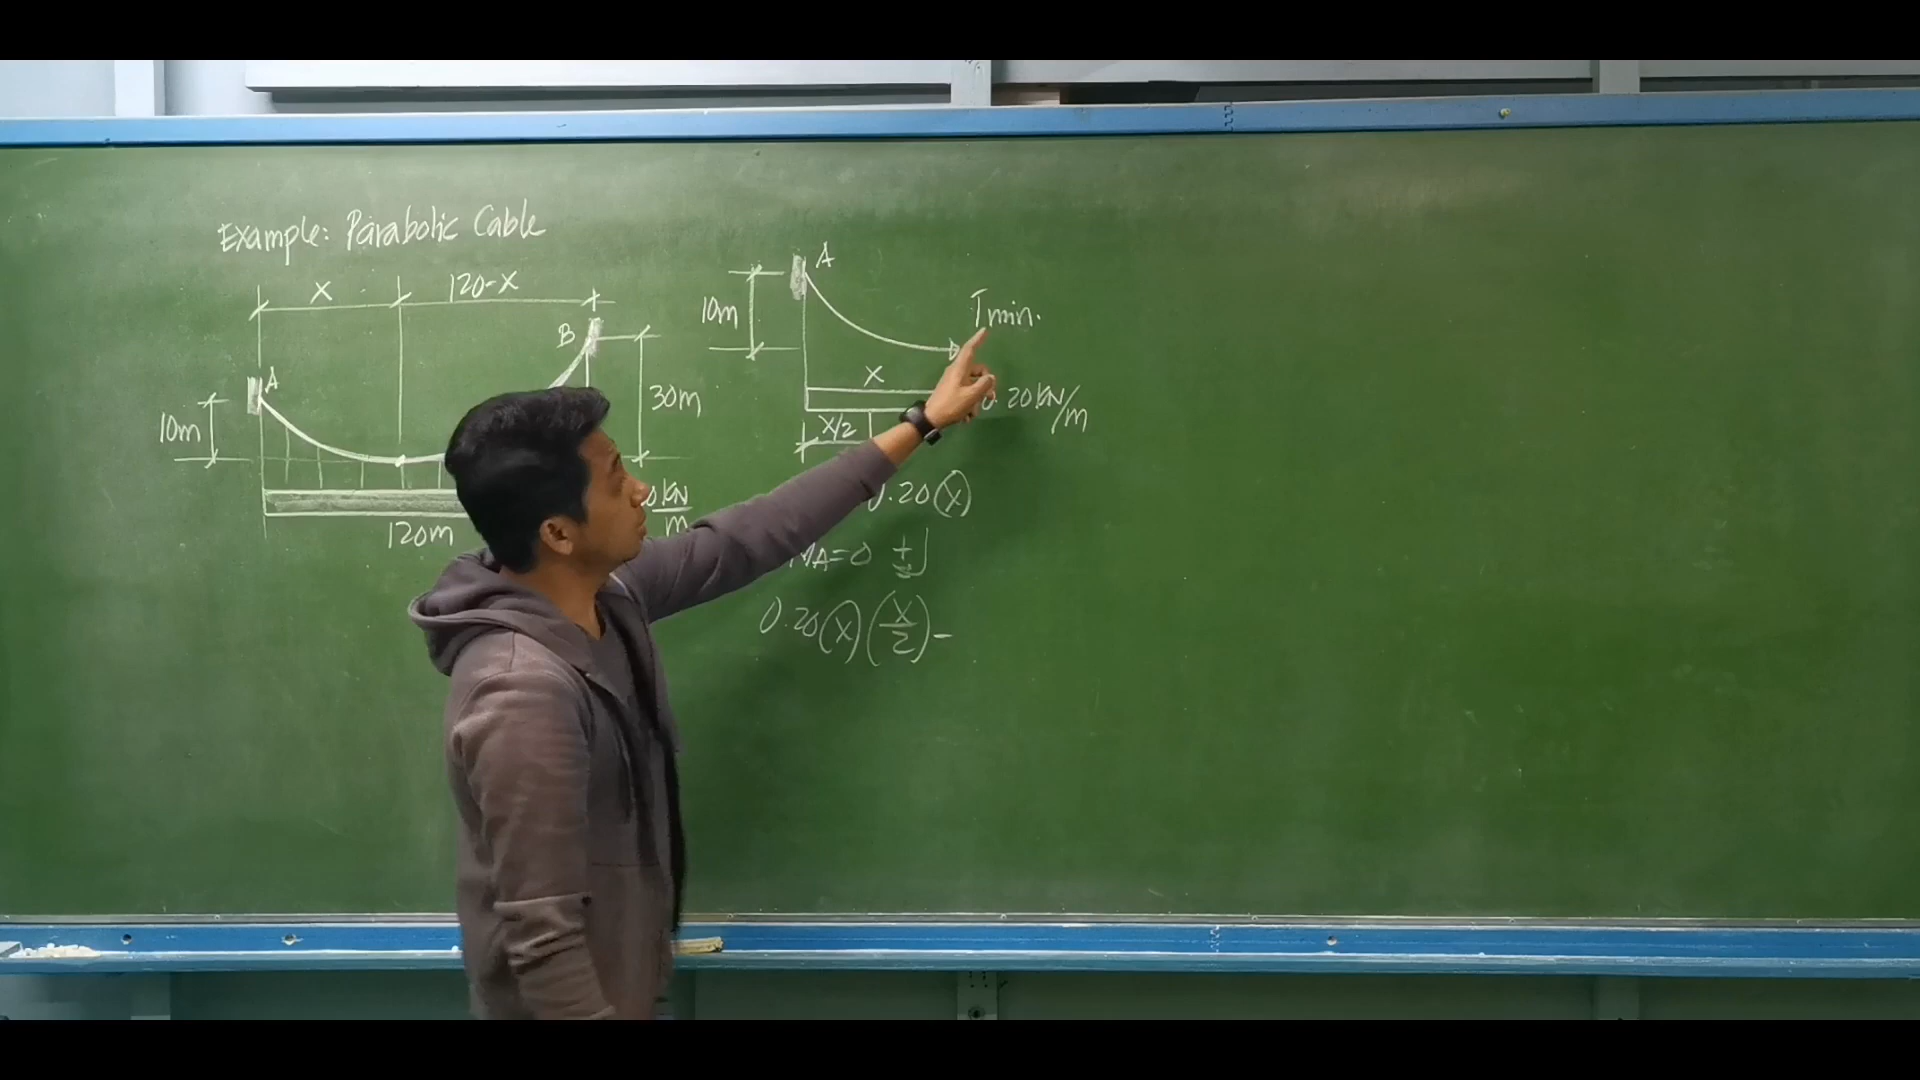 Example: Parabolic Cable
x
120-x
A
B
10m
30m
120m
0 KN/m
A
10m
Tmin.
x
0.20 KN/m
x/2
0.20(x)
MA=0 +
0.20(x)(x/2)-